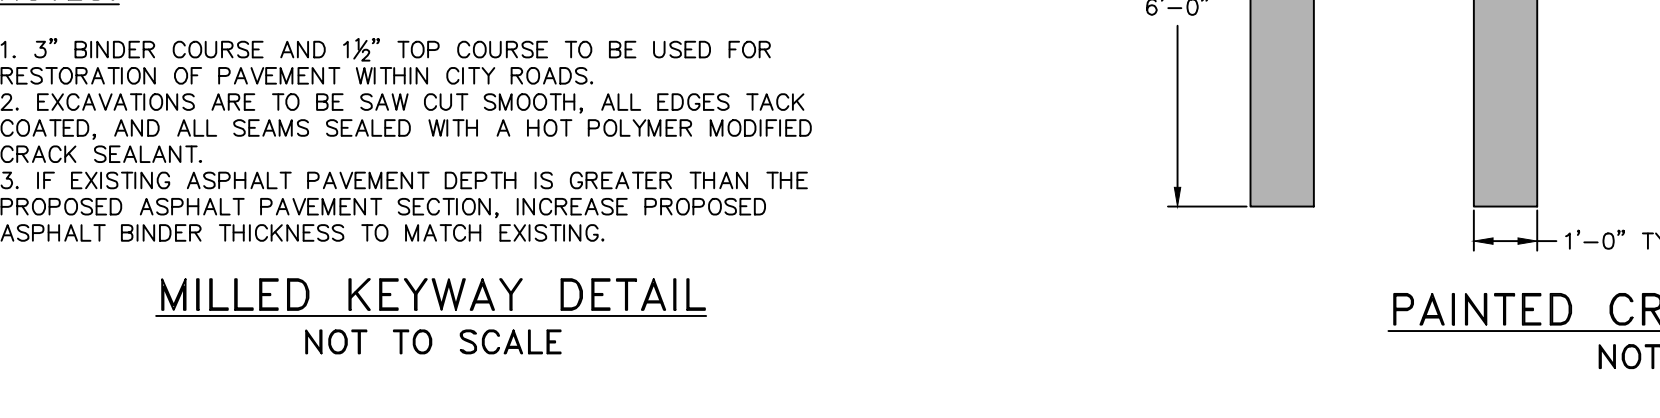 1. 3" BINDER COURSE AND 1½" TOP COURSE TO BE USED FOR
RESTORATION OF PAVEMENT WITHIN CITY ROADS.
2. EXCAVATIONS ARE TO BE SAW CUT SMOOTH, ALL EDGES TACK
COATED, AND ALL SEAMS SEALED WITH A HOT POLYMER MODIFIED
CRACK SEALANT.
3. IF EXISTING ASPHALT PAVEMENT DEPTH IS GREATER THAN THE
PROPOSED ASPHALT PAVEMENT SECTION, INCREASE PROPOSED
ASPHALT BINDER THICKNESS TO MATCH EXISTING.
MILLED KEYWAY DETAIL
NOT TO SCALE
6'-0"
1'-0"
PAINTED
NOT